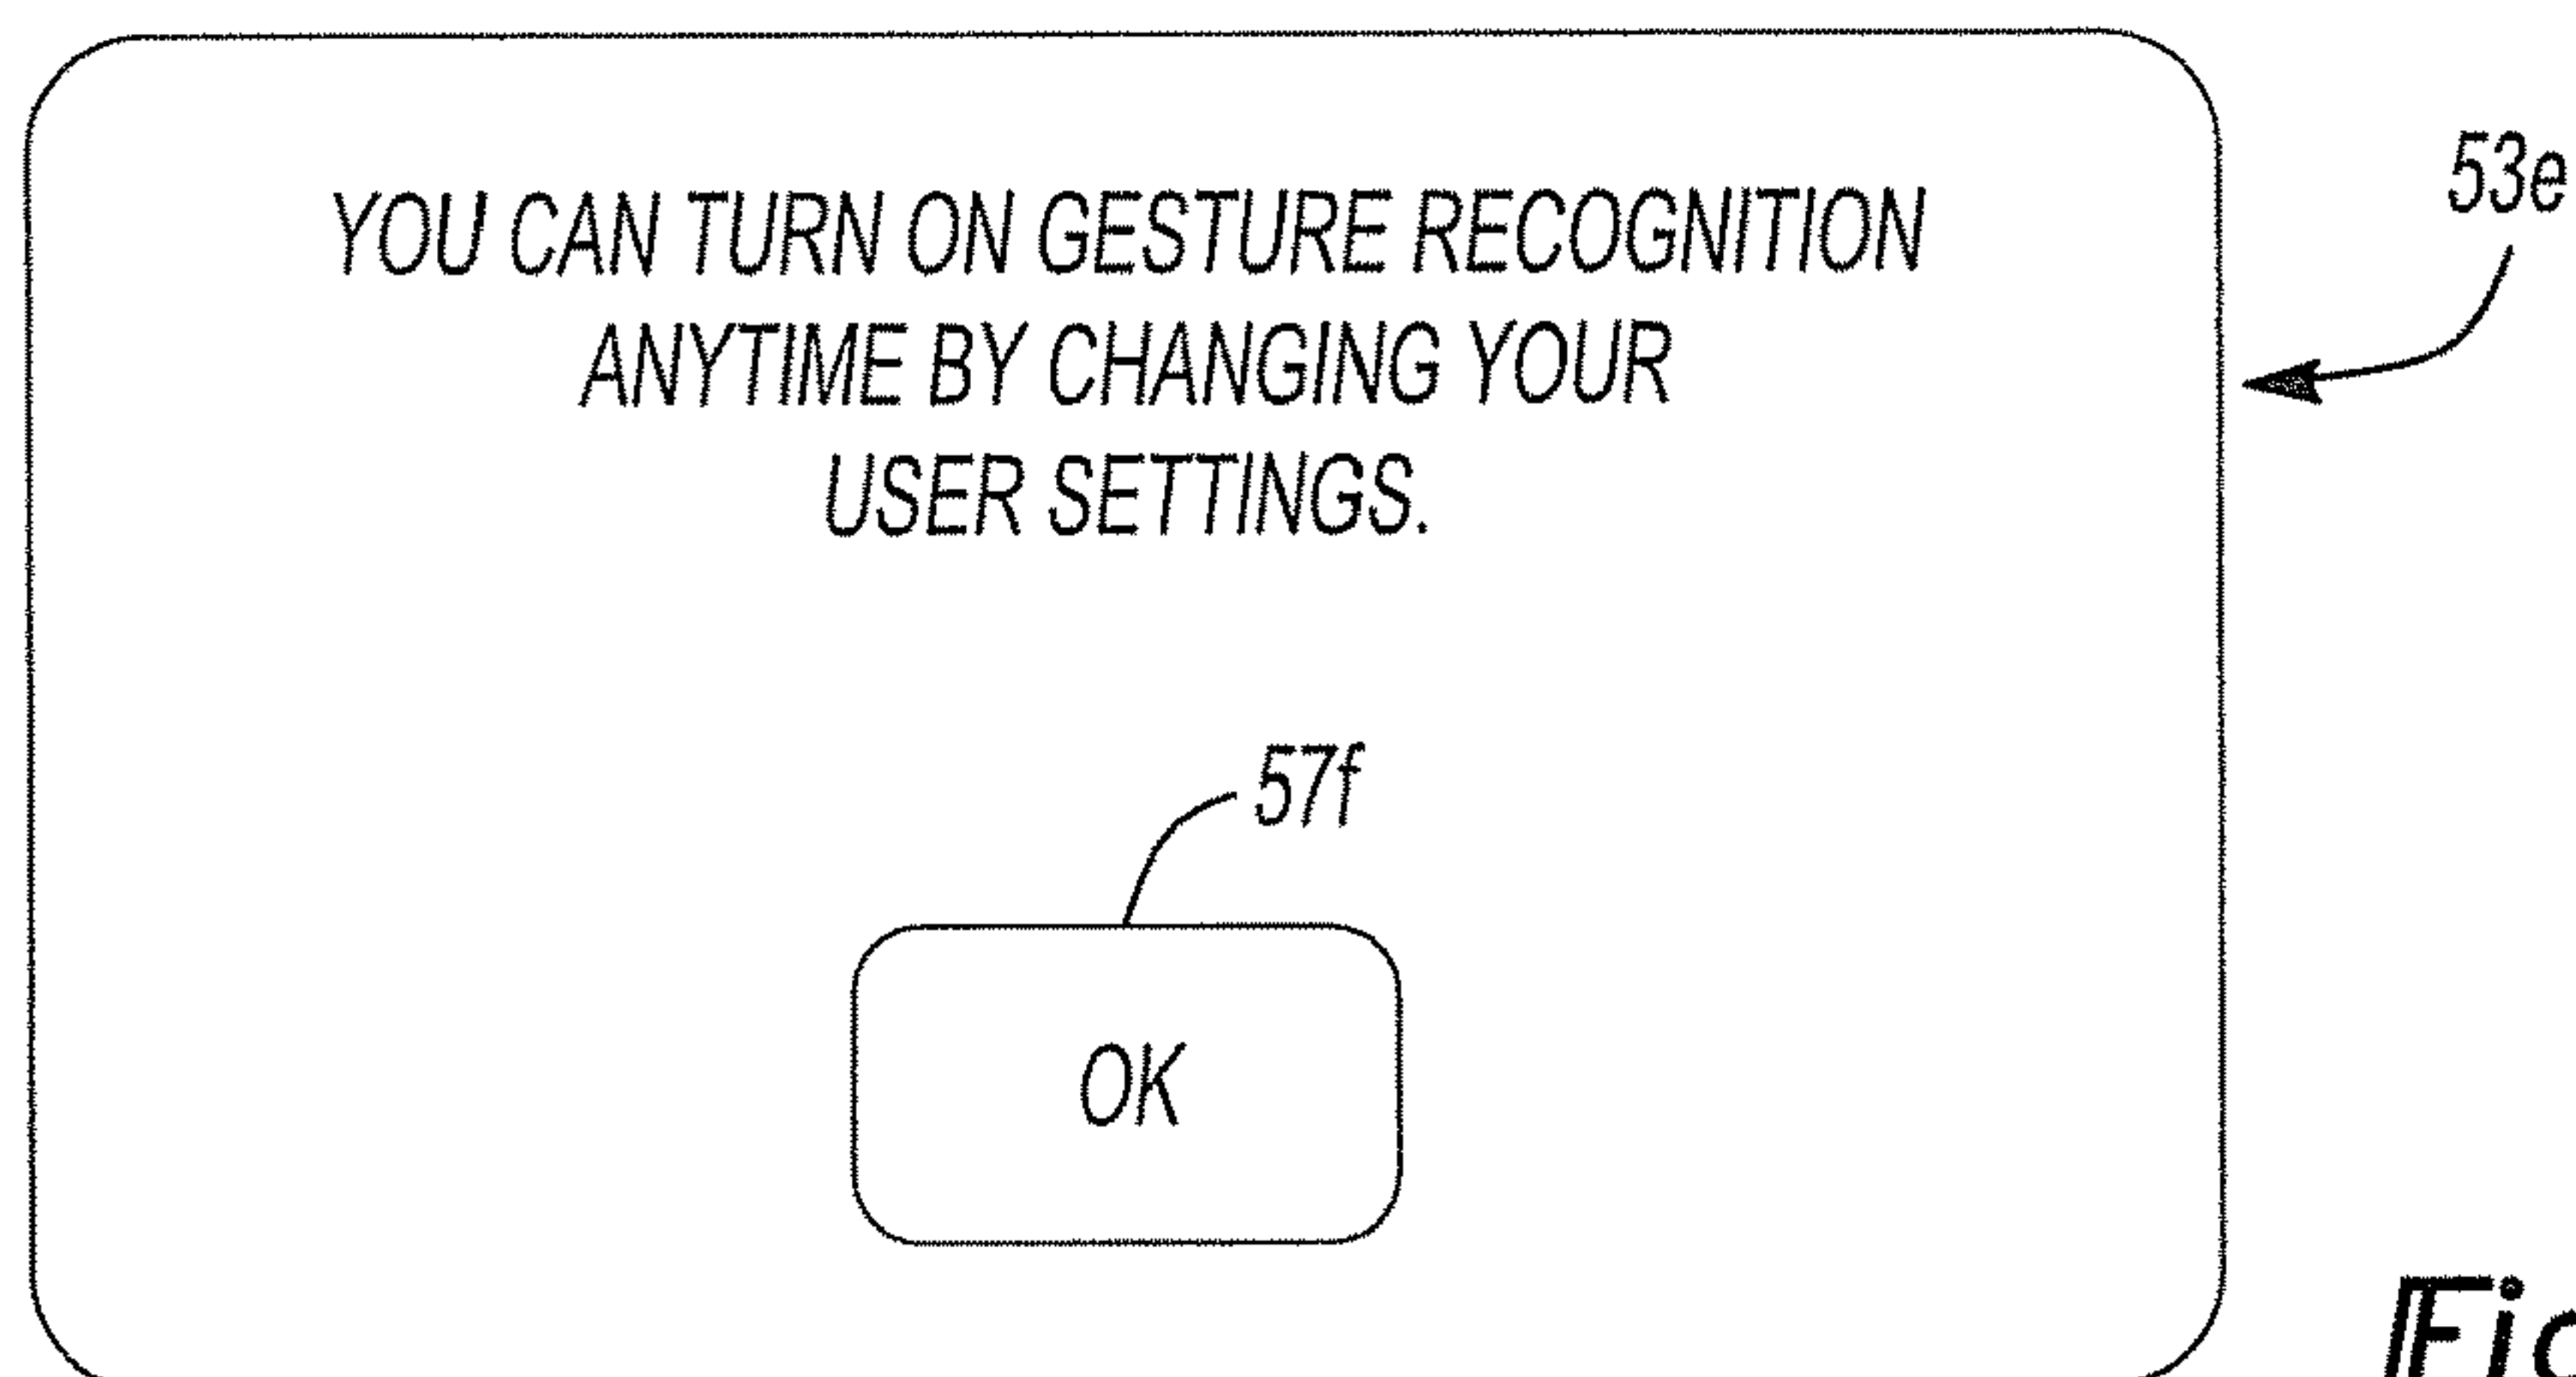 YOU CAN TURN ON GESTURE RECOGNITION
ANYTIME BY CHANGING YOUR
USER SETTINGS.
53e
57f
OK